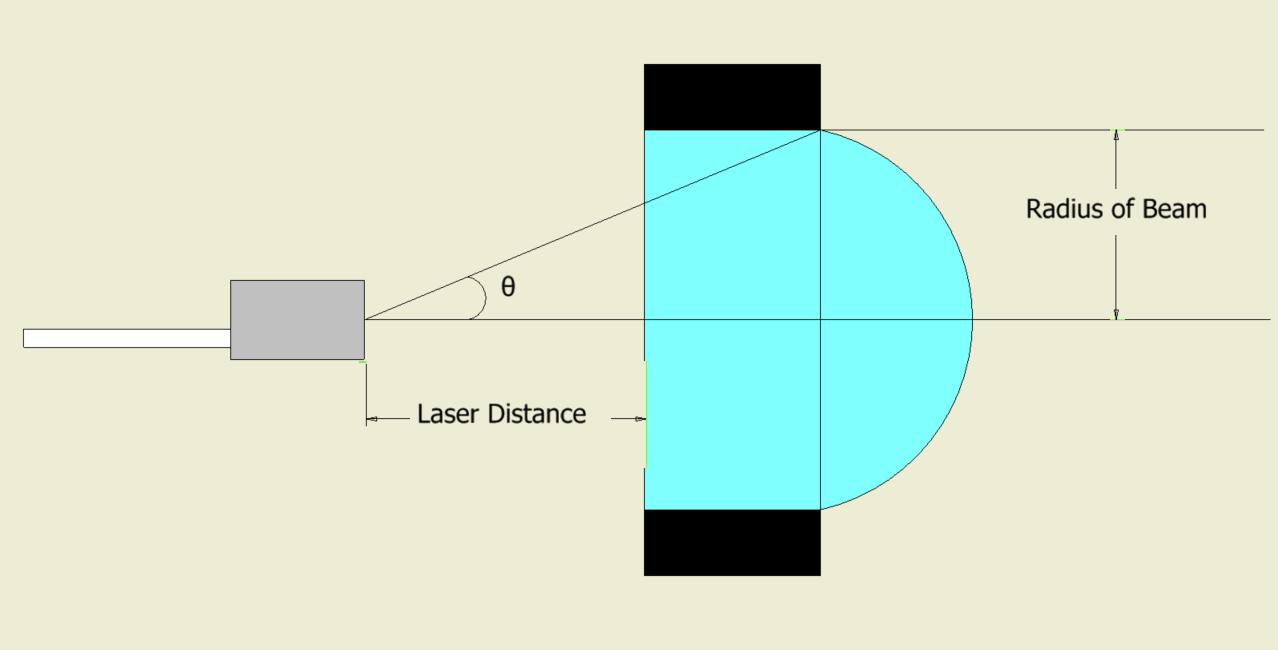 Radius of Beam
θ
Laser Distance